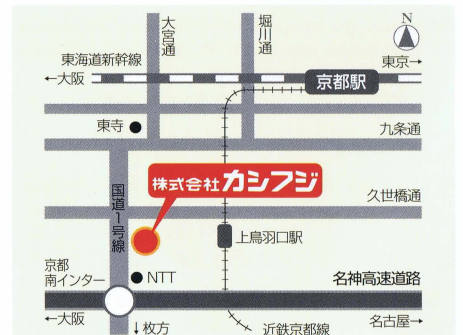 大宮通
堀川通
N
東海道新幹線
東京→
←大阪
京都駅
東寺
九条通
株式会社カシフジ
国道1号線
久世橋通
上鳥羽口駅
京都
南インター
NTT
名神高速道路
←大阪
↓枚方
近鉄京都線
名古屋→